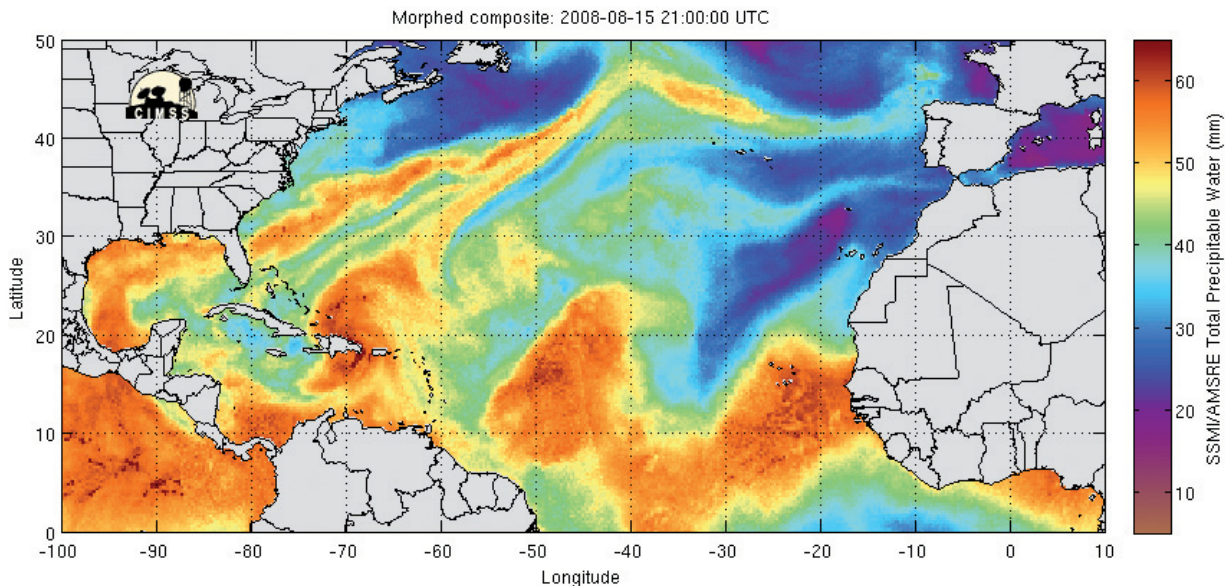 Morphed composite: 2008-08-15 21:00:00 UTC
50
40
30
20
10
0
Latitude
CIMSS
-100 -90 -80 -70 -60 -50 -40 -30 -20 -10 0 10
Longitude
60
50
40
30
20
10
SSMI/AMSRE Total Precipitable Water (mm)